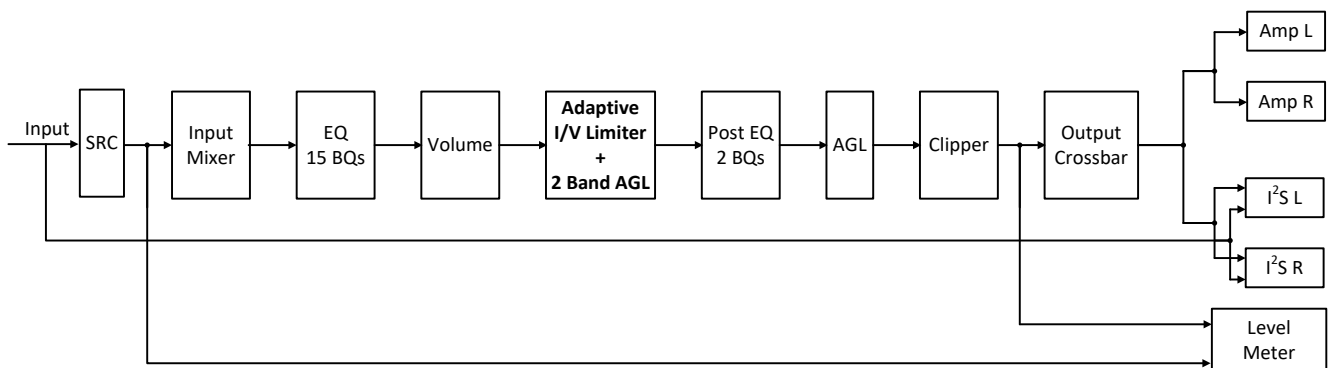 Input
SRC
Input
Mixer
EQ
15 BQs
Volume
Adaptive
I/V Limiter
+
2 Band AGL
Post EQ
2 BQs
AGL
Clipper
Output
Crossbar
Amp L
Amp R
I²S L
I²S R
Level
Meter